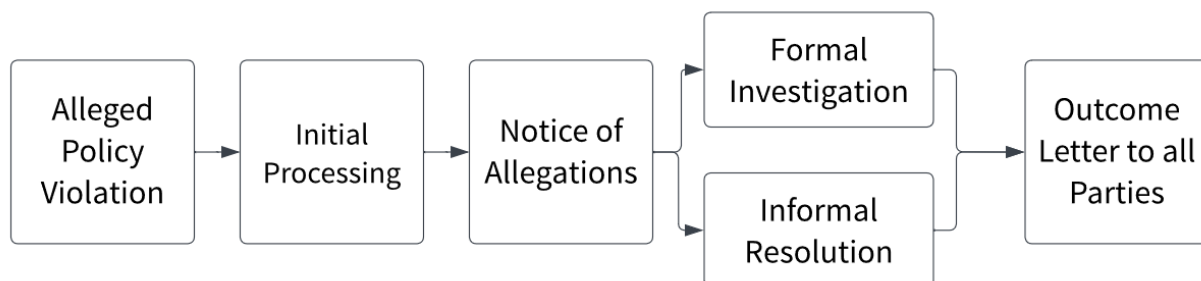 Alleged
Policy
Violation
Initial
Processing
Notice of
Allegations
Formal
Investigation
Informal
Resolution
Outcome
Letter to all
Parties